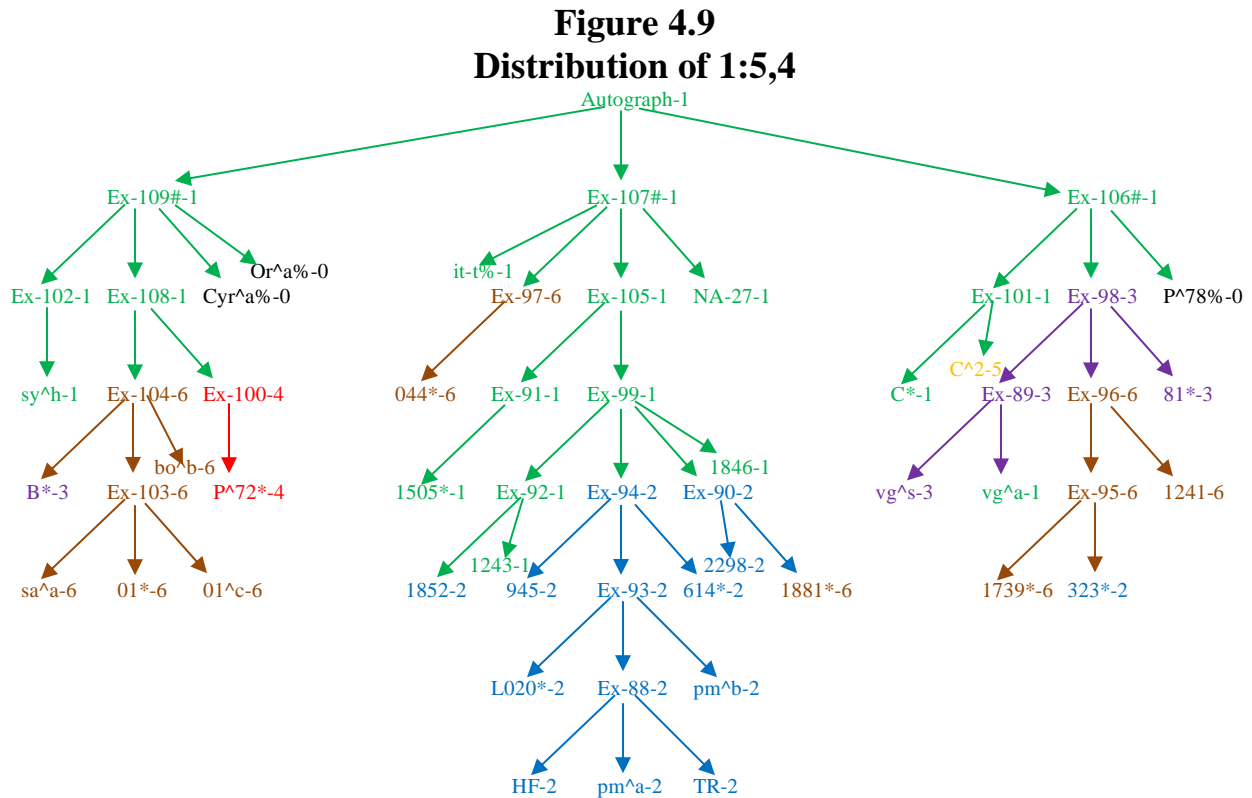 Figure 4.9
Distribution of 1:5,4
Autograph-1
Ex-109#-1 Ex-107#-1 Ex-106#-1
Or^a%-0 it-t%-1
Ex-102-1 Ex-108-1 Cyr^a%-0 Ex-97-6 Ex-105-1 NA-27-1 Ex-101-1 Ex-98-3 P^78%-0
C^2-5
sy^h-1 Ex-104-6 Ex-100-4 044*-6 Ex-91-1 Ex-99-1 C*-1 Ex-89-3 Ex-96-6 81*-3
bo^b-6 1846-1
B*-3 Ex-103-6 P^72*-4 1505*-1 Ex-92-1 Ex-94-2 Ex-90-2 vg^s-3 vg^a-1 Ex-95-6 1241-6
1243-1 2298-2
sa^a-6 01*-6 01^c-6 1852-2 945-2 Ex-93-2 614*-2 1881*-6 1739*-6 323*-2
L020*-2 Ex-88-2 pm^b-2
HF-2 pm^a-2 TR-2